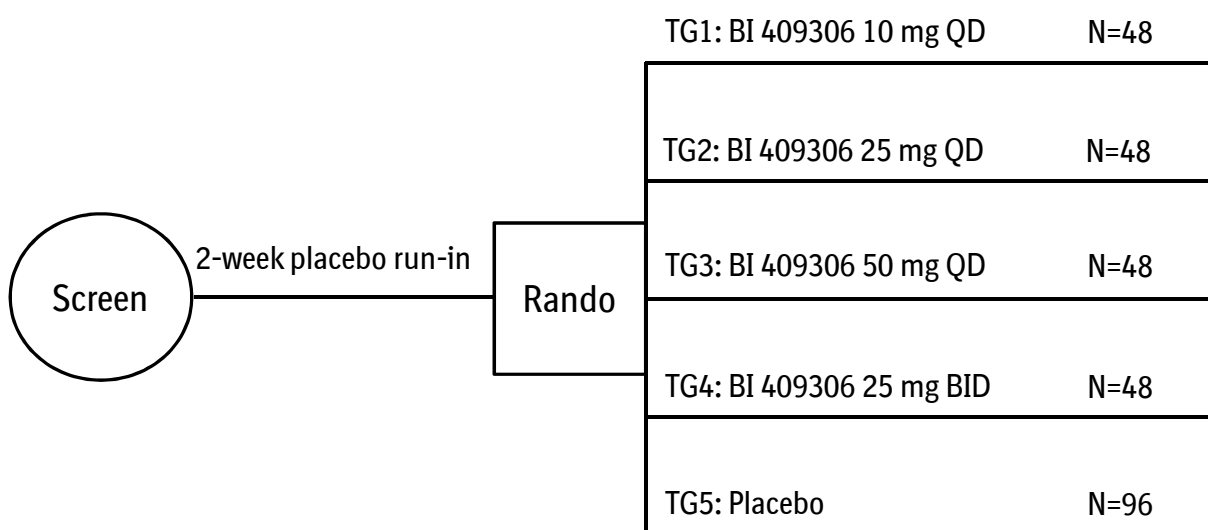 TG1: BI 409306 10 mg QD N=48
TG2: BI 409306 25 mg QD N=48
2-week placebo run-in
TG3: BI 409306 50 mg QD N=48
Screen
Rando
TG4: BI 409306 25 mg BID N=48
TG5: Placebo N=96